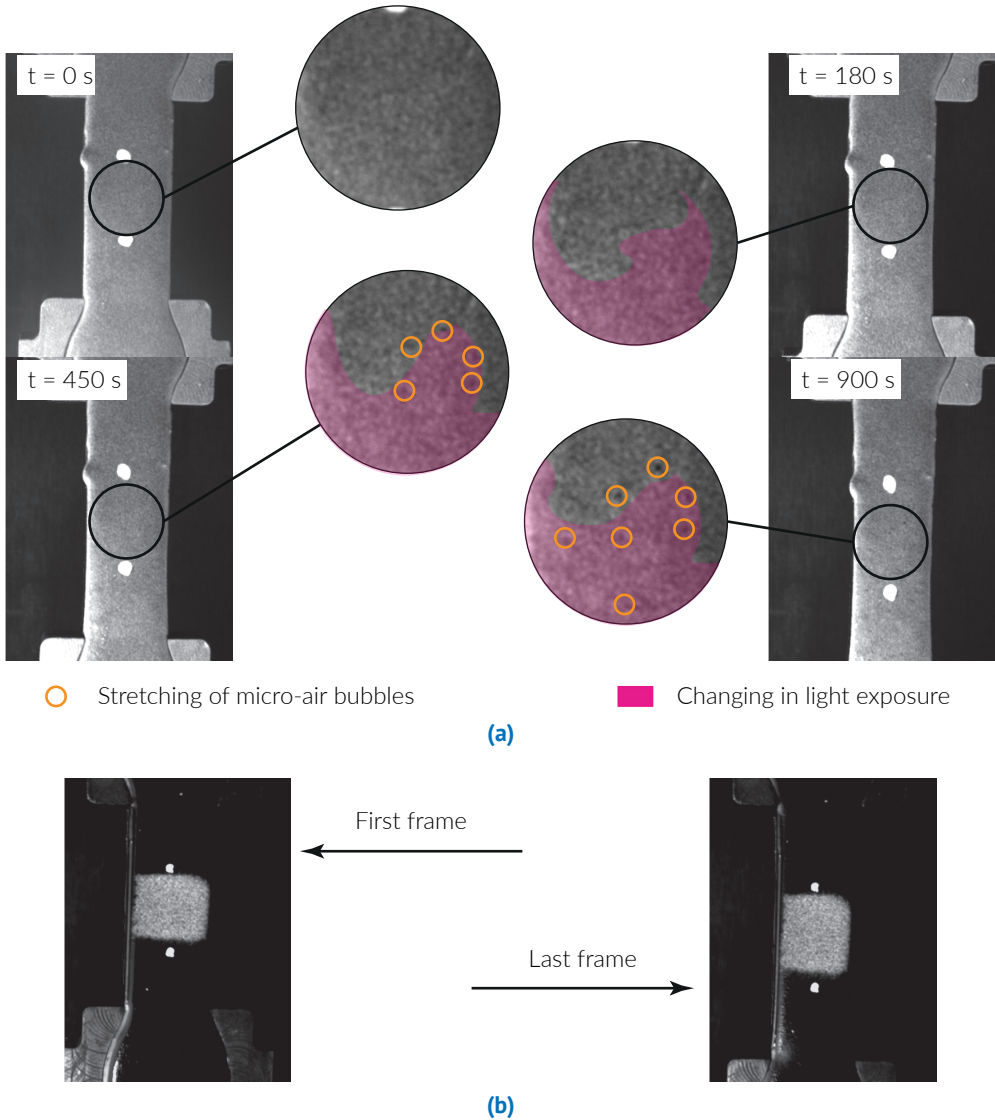 t = 0 s
t = 180 s
t = 450 s
t = 900 s
Stretching of micro-air bubbles
Changing in light exposure
(a)
First frame
Last frame
(b)